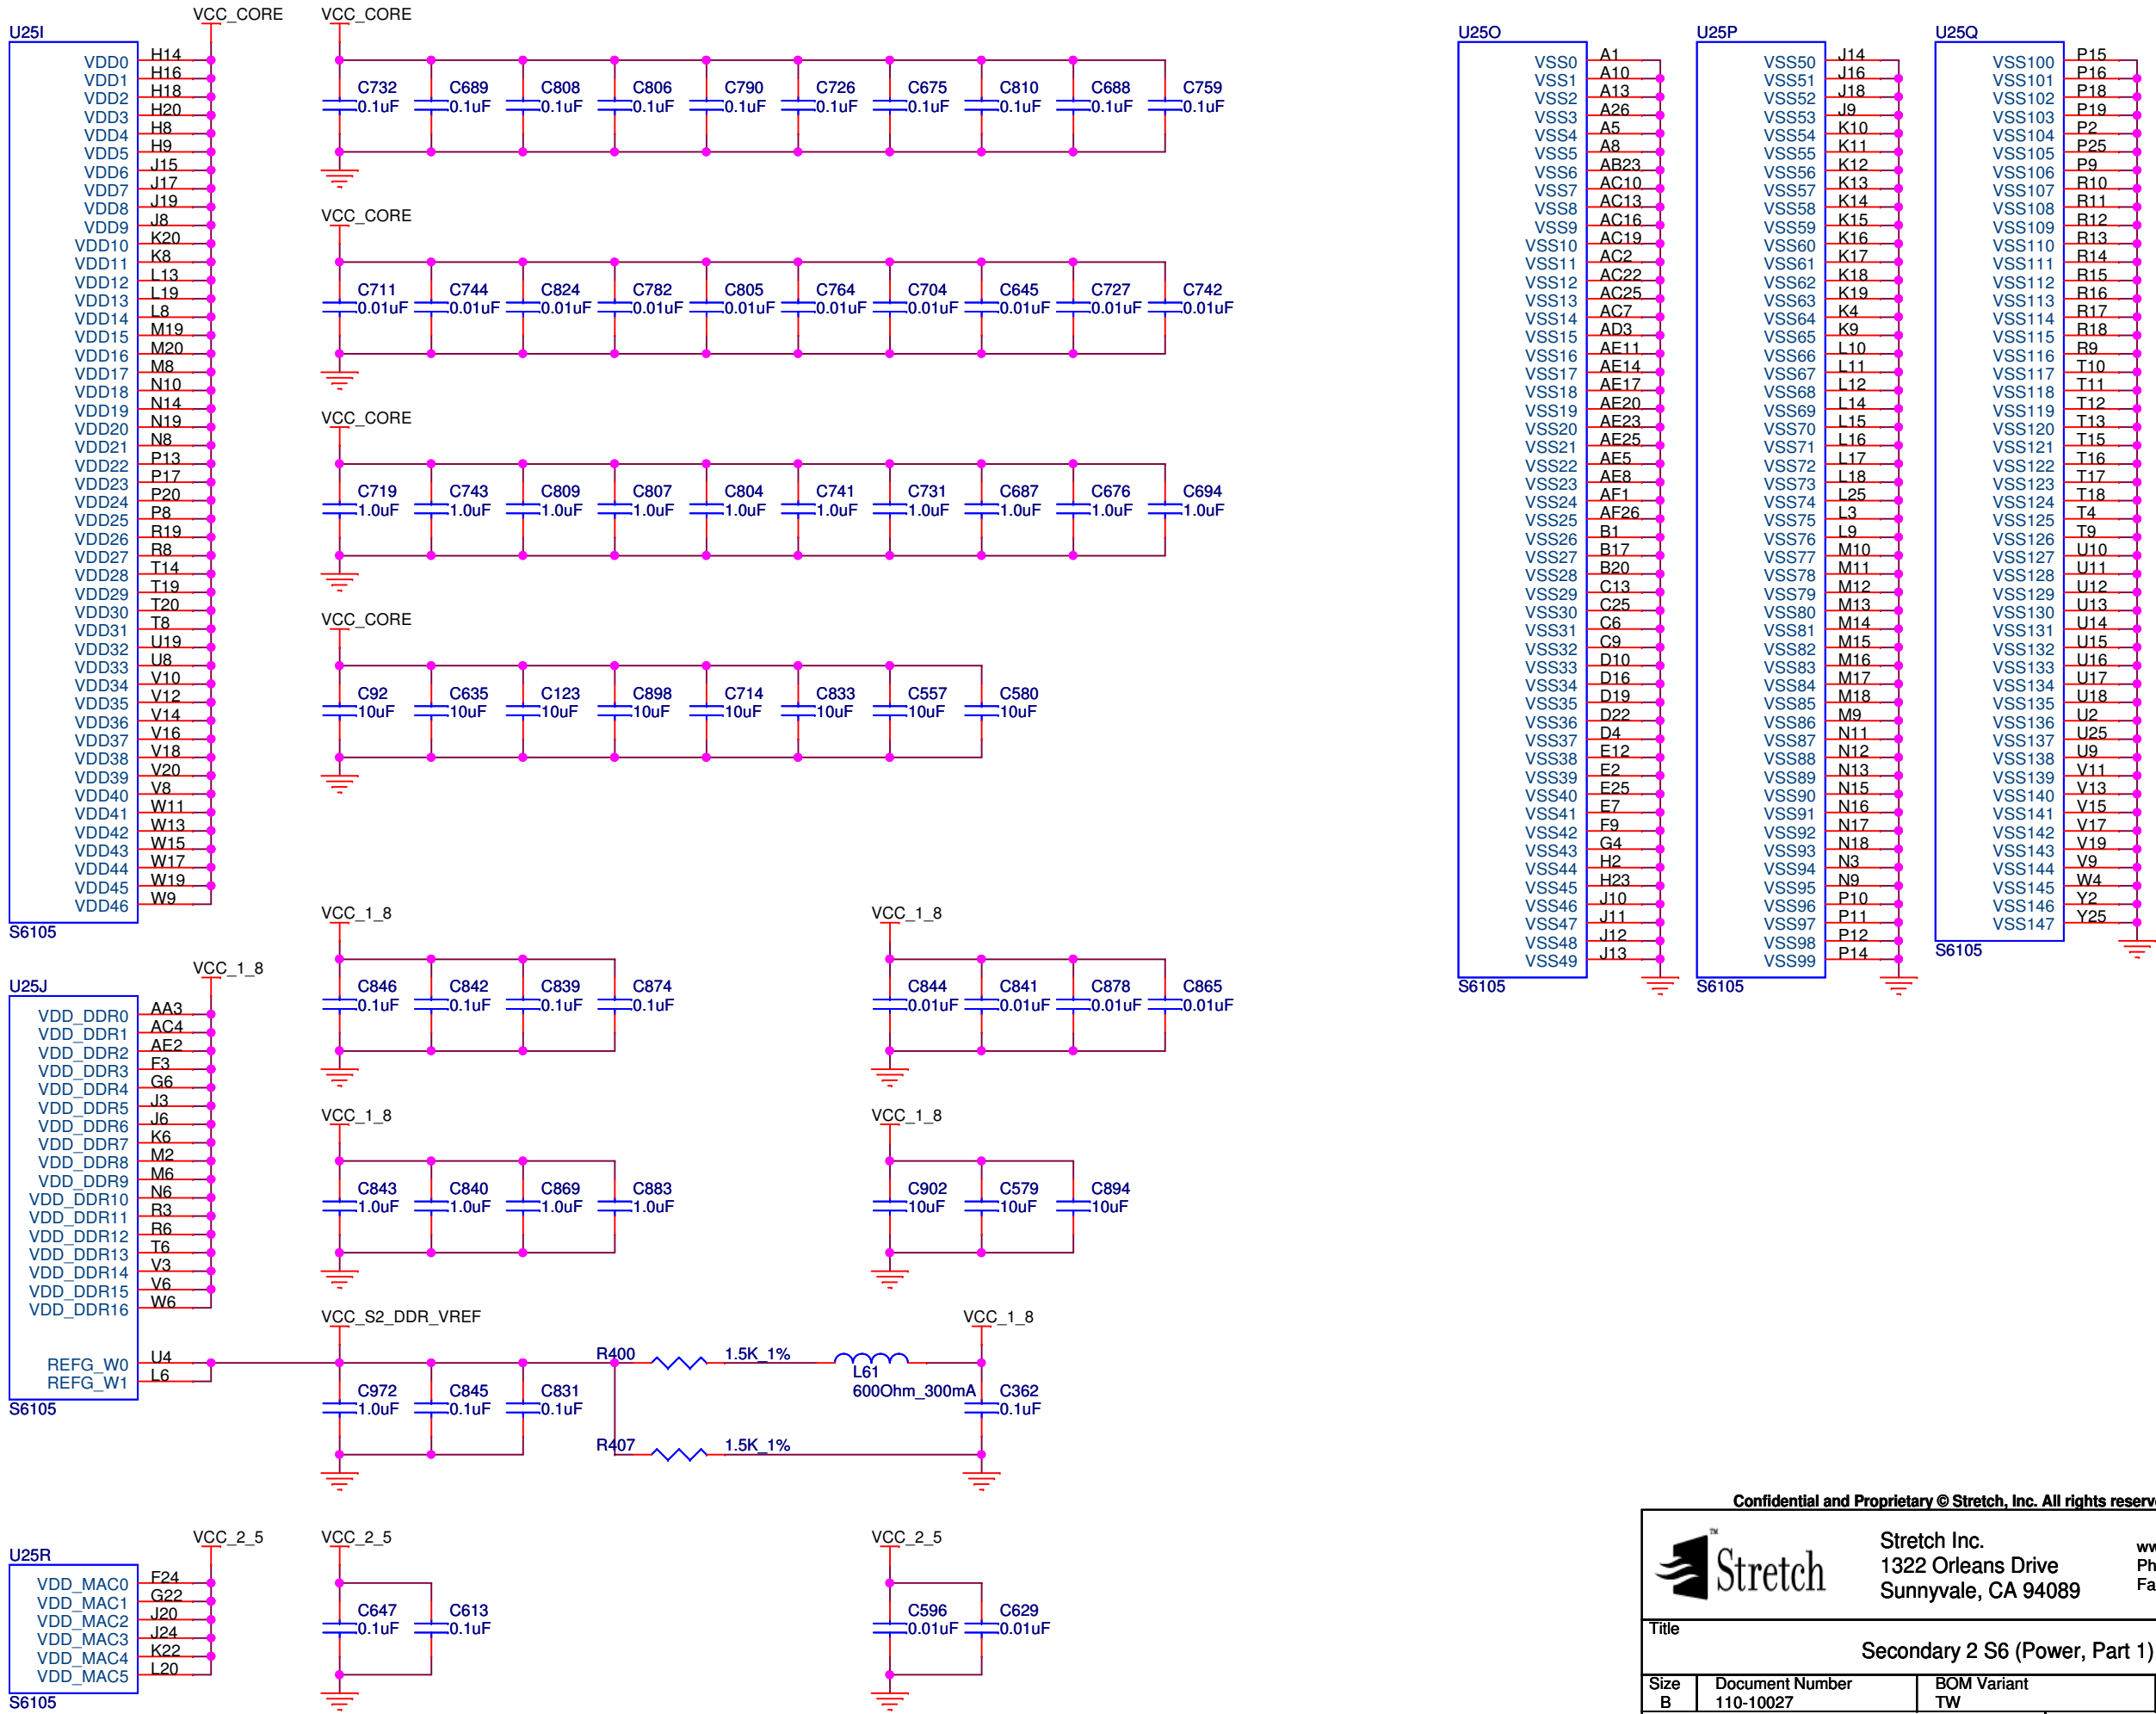 U25I
VCC_CORE
VDD0 H14
VDD1 H16
VDD2 H18
VDD3 H20
VDD4 H8
VDD5 H9
VDD6 J15
VDD7 J17
VDD8 J19
VDD9 J8
VDD10 K20
VDD11 K8
VDD12 L13
VDD13 L19
VDD14 L8
VDD15 M19
VDD16 M20
VDD17 M8
VDD18 N10
VDD19 N14
VDD20 N19
VDD21 N8
VDD22 P13
VDD23 P17
VDD24 P20
VDD25 P8
VDD26 R19
VDD27 R8
VDD28 T14
VDD29 T19
VDD30 T20
VDD31 T8
VDD32 U19
VDD33 U8
VDD34 V10
VDD35 V12
VDD36 V14
VDD37 V16
VDD38 V18
VDD39 V20
VDD40 V8
VDD41 W11
VDD42 W13
VDD43 W15
VDD44 W17
VDD45 W19
VDD46 W9
S6105
VCC_CORE
C732 C689 C808 C806 C790 C726 C675 C810 C688 C759
0.1uF 0.1uF 0.1uF 0.1uF 0.1uF 0.1uF 0.1uF 0.1uF 0.1uF 0.1uF
VCC_CORE
C711 C744 C824 C782 C805 C764 C704 C645 C727 C742
0.01uF 0.01uF 0.01uF 0.01uF 0.01uF 0.01uF 0.01uF 0.01uF 0.01uF 0.01uF
VCC_CORE
C719 C743 C809 C807 C804 C741 C731 C687 C676 C694
1.0uF 1.0uF 1.0uF 1.0uF 1.0uF 1.0uF 1.0uF 1.0uF 1.0uF 1.0uF
VCC_CORE
C92 C635 C123 C898 C714 C833 C557 C580
10uF 10uF 10uF 10uF 10uF 10uF 10uF 10uF
U25J
VCC_1_8
VDD_DDR0 AA3
VDD_DDR1 AC4
VDD_DDR2 AE2
VDD_DDR3 F3
VDD_DDR4 G6
VDD_DDR5 J3
VDD_DDR6 J6
VDD_DDR7 K6
VDD_DDR8 M2
VDD_DDR9 M6
VDD_DDR10 N6
VDD_DDR11 R3
VDD_DDR12 R6
VDD_DDR13 T6
VDD_DDR14 V3
VDD_DDR15 V6
VDD_DDR16 W6
REFG_W0 U4
REFG_W1 L6
S6105
VCC_1_8
C846 C842 C839 C874
0.1uF 0.1uF 0.1uF 0.1uF
VCC_1_8
C844 C841 C878 C865
0.01uF 0.01uF 0.01uF 0.01uF
VCC_1_8
C843 C840 C869 C883
1.0uF 1.0uF 1.0uF 1.0uF
VCC_1_8
C902 C579 C894
10uF 10uF 10uF
VCC_S2_DDR_VREF
VCC_1_8
R400 1.5K_1%
L61
600Ohm_300mA
C972 C845 C831 C362
1.0uF 0.1uF 0.1uF 0.1uF
R407 1.5K_1%
U25R
VCC_2_5
VDD_MAC0 F24
VDD_MAC1 G22
VDD_MAC2 J20
VDD_MAC3 J24
VDD_MAC4 K22
VDD_MAC5 L20
S6105
VCC_2_5
C647 C613
0.1uF 0.1uF
VCC_2_5
C596 C629
0.01uF 0.01uF
U25O
VSS0 A1
VSS1 A10
VSS2 A13
VSS3 A26
VSS4 A5
VSS5 A8
VSS6 AB23
VSS7 AC10
VSS8 AC13
VSS9 AC16
VSS10 AC19
VSS11 AC2
VSS12 AC22
VSS13 AC25
VSS14 AC7
VSS15 AD3
VSS16 AE11
VSS17 AE14
VSS18 AE17
VSS19 AE20
VSS20 AE23
VSS21 AE25
VSS22 AE5
VSS23 AE8
VSS24 AF1
VSS25 AF26
VSS26 B1
VSS27 B17
VSS28 B20
VSS29 C13
VSS30 C25
VSS31 C6
VSS32 C9
VSS33 D10
VSS34 D16
VSS35 D19
VSS36 D22
VSS37 D4
VSS38 E12
VSS39 E2
VSS40 E25
VSS41 E7
VSS42 F9
VSS43 G4
VSS44 H2
VSS45 H23
VSS46 J10
VSS47 J11
VSS48 J12
VSS49 J13
S6105
U25P
VSS50 J14
VSS51 J16
VSS52 J18
VSS53 J9
VSS54 K10
VSS55 K11
VSS56 K12
VSS57 K13
VSS58 K14
VSS59 K15
VSS60 K16
VSS61 K17
VSS62 K18
VSS63 K19
VSS64 K4
VSS65 K9
VSS66 L10
VSS67 L11
VSS68 L12
VSS69 L14
VSS70 L15
VSS71 L16
VSS72 L17
VSS73 L18
VSS74 L25
VSS75 L3
VSS76 L9
VSS77 M10
VSS78 M11
VSS79 M12
VSS80 M13
VSS81 M14
VSS82 M15
VSS83 M16
VSS84 M17
VSS85 M18
VSS86 M9
VSS87 N11
VSS88 N12
VSS89 N13
VSS90 N15
VSS91 N16
VSS92 N17
VSS93 N18
VSS94 N3
VSS95 N9
VSS96 P10
VSS97 P11
VSS98 P12
VSS99 P14
S6105
U25Q
VSS100 P15
VSS101 P16
VSS102 P18
VSS103 P19
VSS104 P2
VSS105 P25
VSS106 P9
VSS107 R10
VSS108 R11
VSS109 R12
VSS110 R13
VSS111 R14
VSS112 R15
VSS113 R16
VSS114 R17
VSS115 R18
VSS116 R9
VSS117 T10
VSS118 T11
VSS119 T12
VSS120 T13
VSS121 T15
VSS122 T16
VSS123 T17
VSS124 T18
VSS125 T4
VSS126 T9
VSS127 U10
VSS128 U11
VSS129 U12
VSS130 U13
VSS131 U14
VSS132 U15
VSS133 U16
VSS134 U17
VSS135 U18
VSS136 U2
VSS137 U25
VSS138 U9
VSS139 V11
VSS140 V13
VSS141 V15
VSS142 V17
VSS143 V19
VSS144 V9
VSS145 W4
VSS146 Y2
VSS147 Y25
S6105
Confidential and Proprietary © Stretch, Inc. All rights reserv
Stretch™
Stretch Inc.
1322 Orleans Drive
Sunnyvale, CA 94089
ww
Ph
Fa
Title
Secondary 2 S6 (Power, Part 1)
Size Document Number BOM Variant
B 110-10027 TW